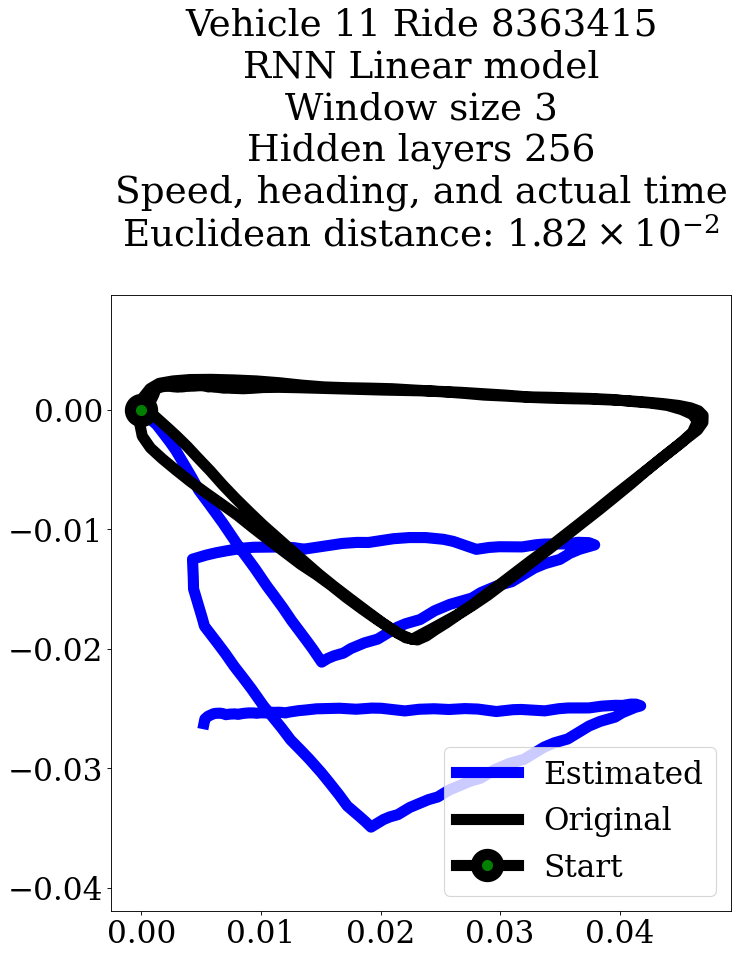 Vehicle 11 Ride 8363415
RNN Linear model
Window size 3
Hidden layers 256
Speed, heading, and actual time
Euclidean distance: 1.82 × 10⁻²
0.00
−0.01
−0.02
−0.03
−0.04
Estimated
Original
Start
0.00 0.01 0.02 0.03 0.04